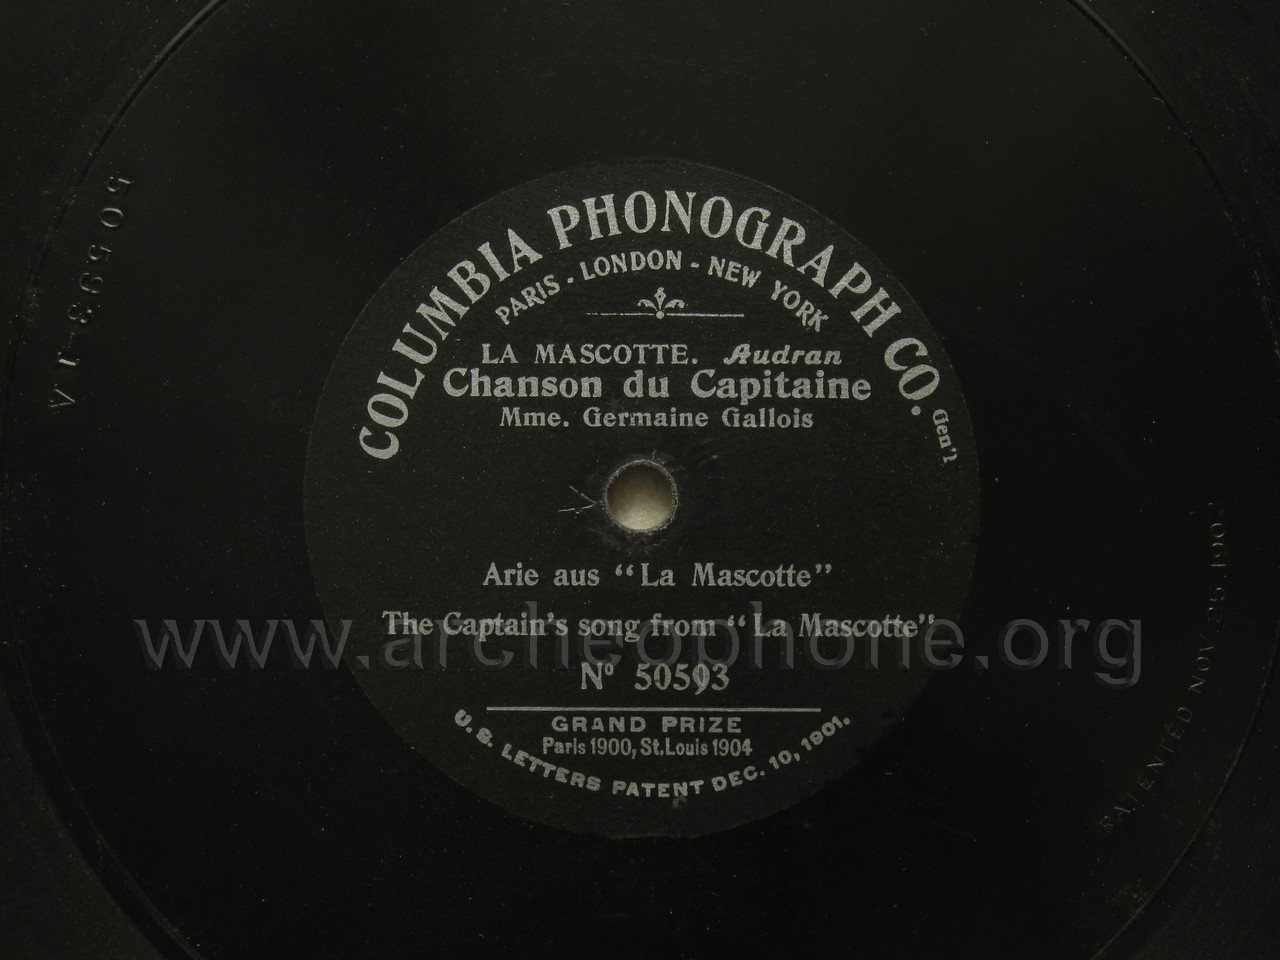 COLUMBIA PHONOGRAPH CO. Gen'l
PARIS - LONDON - NEW YORK
LA MASCOTTE. Audran
Chanson du Capitaine
Mme. Germaine Gallois
Arie aus "La Mascotte"
The Captain's song from "La Mascotte"
www.archeophone.org
Nº 50593
GRAND PRIZE
Paris 1900, St. Louis 1904
U.S. LETTERS PATENT DEC. 10, 1901.
50593-1A
PATENTED NOV. 25. 1902